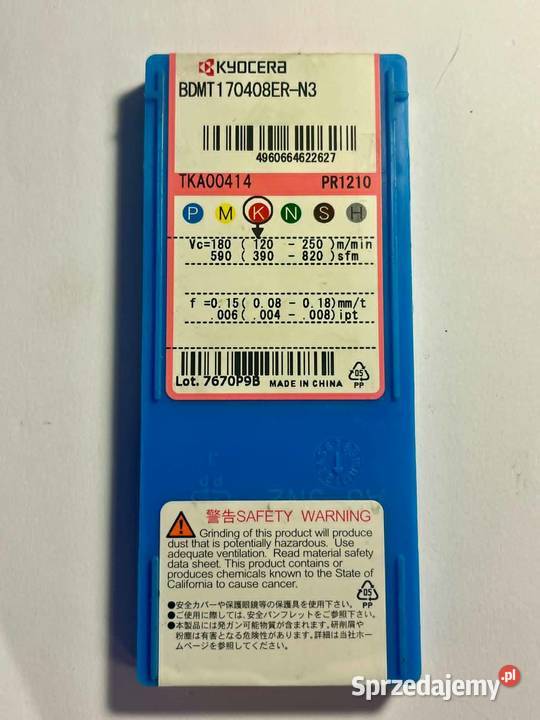 KYOCERA
BDMT170408ER-N3
4960664622627
TKA00414 PR1210
P M K N S H
Vc=180 ( 120 - 250)m/min
590 ( 390 - 820)sfm
f =0.15( 0.08 - 0.18)mm/t
.006( .004 - .008)ipt
Lot. 7670P9B MADE IN CHINA
05
PP
警告SAFETY WARNING
Grinding of this product will produce
dust that is potentially hazardous. Use
adequate ventilation. Read material safety
data sheet. This product contains or
produces chemicals known to the State of
California to cause cancer.
05
PP
●安全カバーや保護眼鏡等の保護具を使用下さい。
●ご使用に際しては、安全パンフレットをご参照下さい。
●本製品には発ガン可能物質が含まれます。研削屑や
粉塵は有害となる危険性があります。詳細は当社ホー
ムページを参照してください。
Sprzedajemy.pl